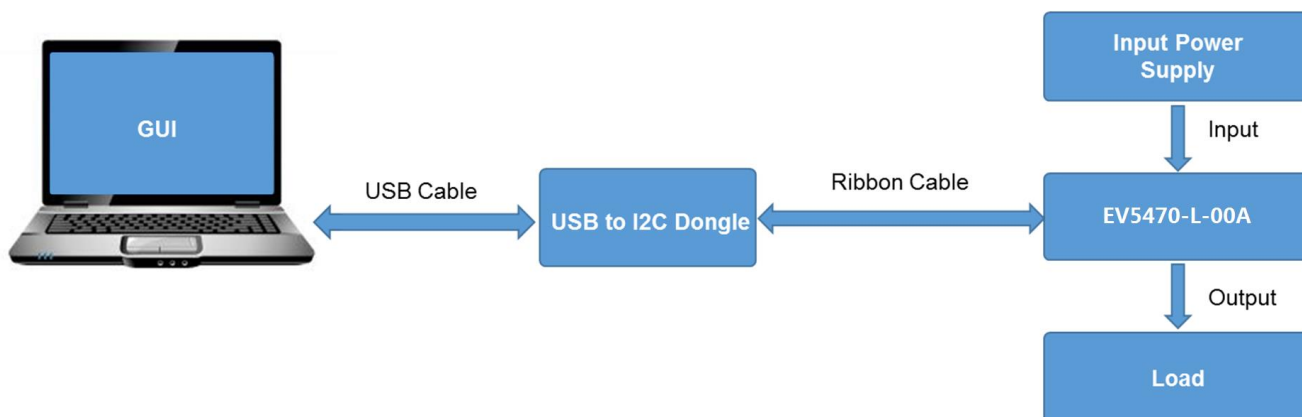 GUI
USB Cable
USB to I2C Dongle
Ribbon Cable
Input Power
Supply
Input
EV5470-L-00A
Output
Load